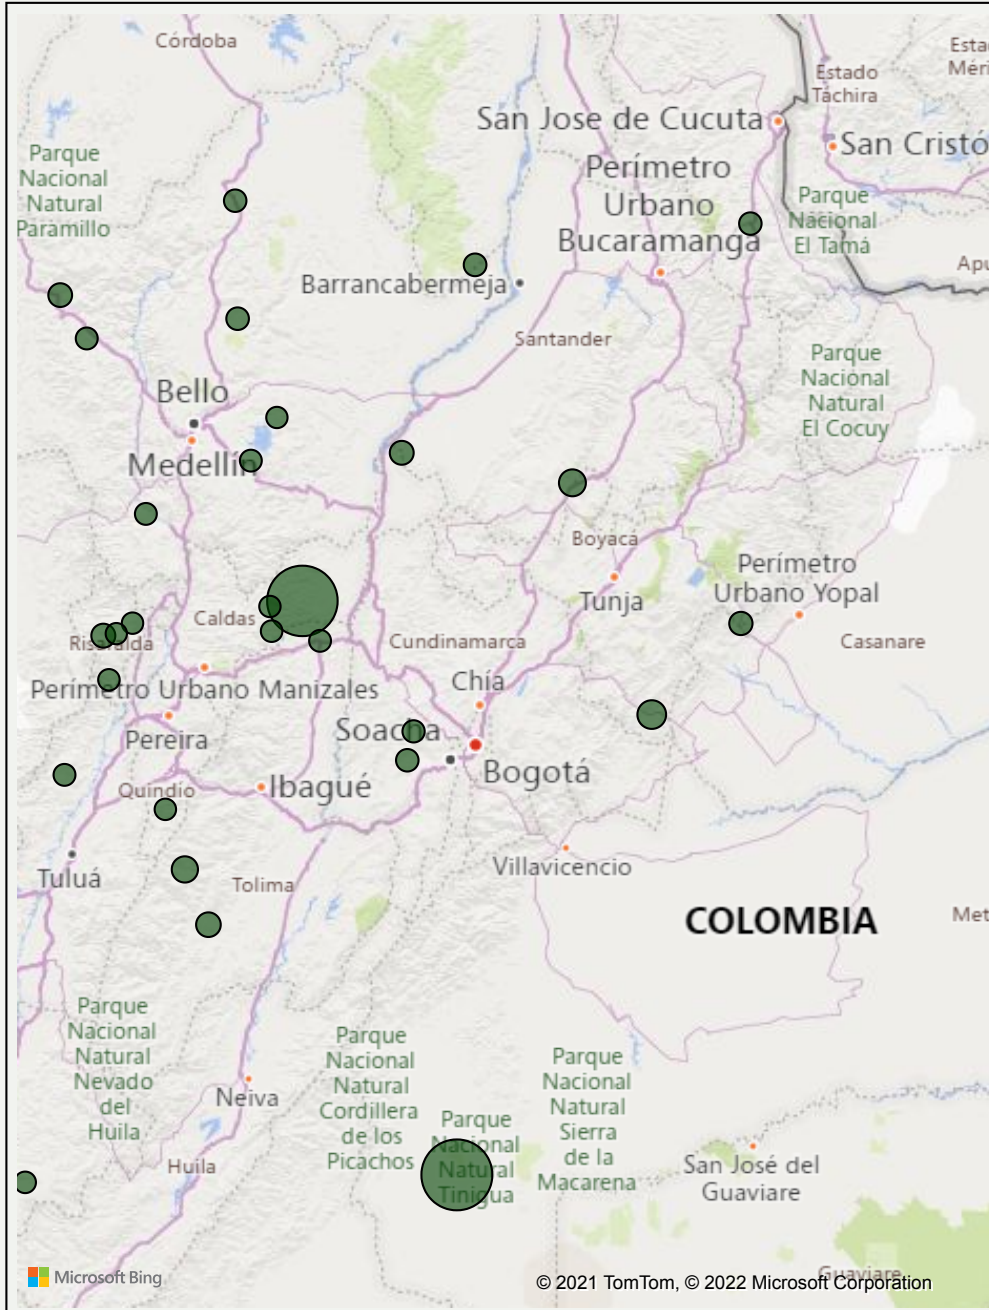 Córdoba
Esta
Méri
Estado
Táchira
San Jose de Cucuta
San Cristó
Parque
Nacional
Natural
Paramillo
Perímetro
Urbano
Bucaramanga
Parque
Nacional
El Tamá
Apu
Barrancabermeja
Santander
Parque
Nacional
Natural
El Cocuy
Bello
Medellín
Boyaca
Tunja
Perímetro
Urbano Yopal
Casanare
Caldas
Risaralda
Cundinamarca
Perímetro Urbano Manizales
Chía
Pereira
Soacha
Bogotá
Quindio
Ibagué
Tuluá
Tolima
Villavicencio
COLOMBIA
Met
Parque
Nacional
Natural
Nevado
del
Huila
Neiva
Parque
Nacional
Natural
Cordillera
de los
Picachos
Parque
Nacional
Natural
Tinigua
Parque
Nacional
Natural
Sierra
de la
Macarena
San José del
Guaviare
Huila
Guaviare
Microsoft Bing
© 2021 TomTom, © 2022 Microsoft Corporation